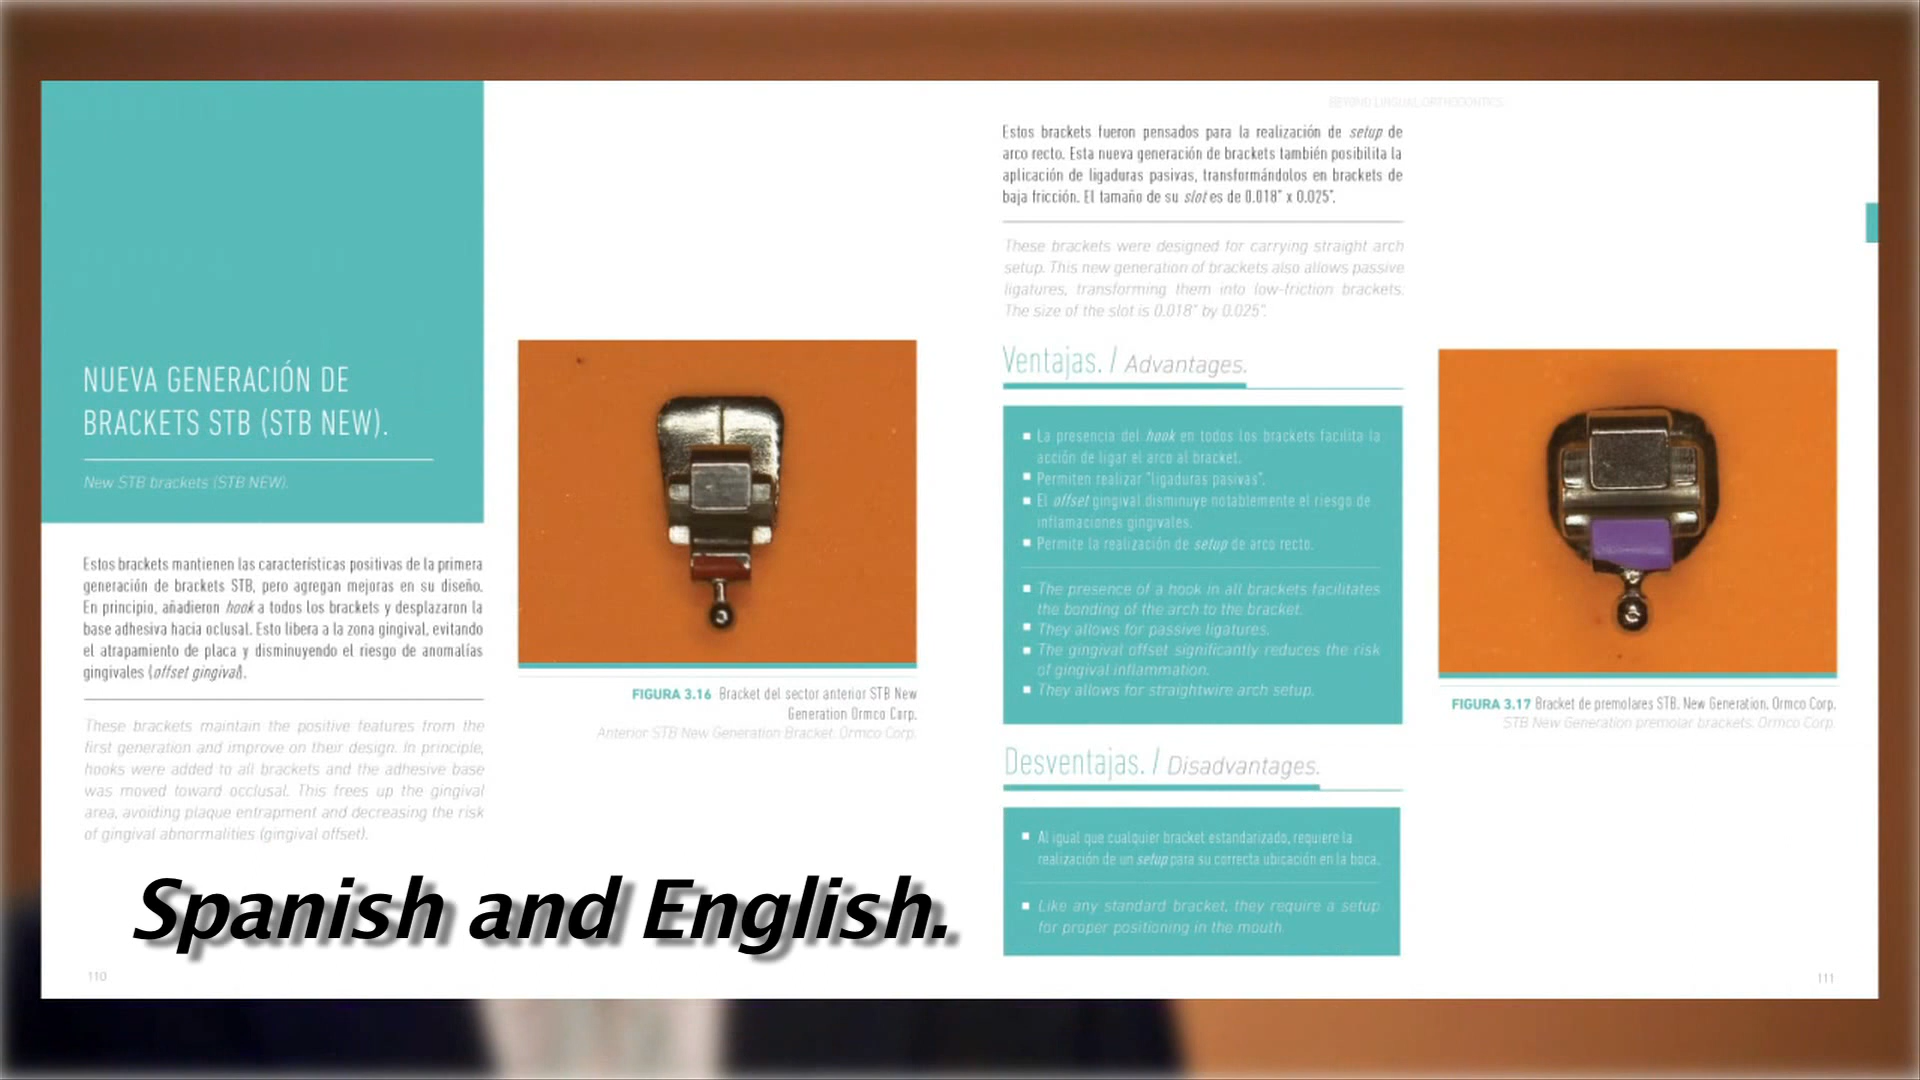 NUEVA GENERACIÓN DE
BRACKETS STB (STB NEW).
New STB brackets (STB NEW).
Estos brackets mantienen las características positivas de la primera
generación de brackets STB, pero agregan mejoras en su diseño.
En principio, añadieron hook a todos los brackets y desplazaron la
base adhesiva hacia oclusal. Esto libera a la zona gingival, evitando
el atrapamiento de placa y disminuyendo el riesgo de anomalías
gingivales (offset gingival).
These brackets maintain the positive features from the
first generation and improve on their design. In principle,
hooks were added to all brackets and the adhesive base
was moved toward occlusal. This frees up the gingival
area, avoiding plaque entrapment and decreasing the risk
of gingival abnormalities (gingival offset).
FIGURA 3.16 Bracket del sector anterior STB New
Generation Ormco Corp.
Anterior STB New Generation Bracket. Ormco Corp.
Spanish and English.
110
BEYOND LINGUAL ORTHODONTICS
Estos brackets fueron pensados para la realización de setup de
arco recto. Esta nueva generación de brackets también posibilita la
aplicación de ligaduras pasivas, transformándolos en brackets de
baja fricción. El tamaño de su slot es de 0.018" x 0.025".
These brackets were designed for carrying straight arch
setup. This new generation of brackets also allows passive
ligatures, transforming them into low-friction brackets.
The size of the slot is 0.018" by 0.025".
Ventajas. / Advantages.
La presencia del hook en todos los brackets facilita la
acción de ligar el arco al bracket.
Permiten realizar "ligaduras pasivas".
El offset gingival disminuye notablemente el riesgo de
inflamaciones gingivales.
Permite la realización de setup de arco recto.
The presence of a hook in all brackets facilitates
the bonding of the arch to the bracket.
They allows for passive ligatures.
The gingival offset significantly reduces the risk
of gingival inflammation.
They allows for straightwire arch setup.
Desventajas. / Disadvantages.
Al igual que cualquier bracket estandarizado, requiere la
realización de un setup para su correcta ubicación en la boca.
Like any standard bracket, they require a setup
for proper positioning in the mouth.
FIGURA 3.17 Bracket de premolares STB. New Generation, Ormco Corp.
STB New Generation premolar brackets. Ormco Corp.
111